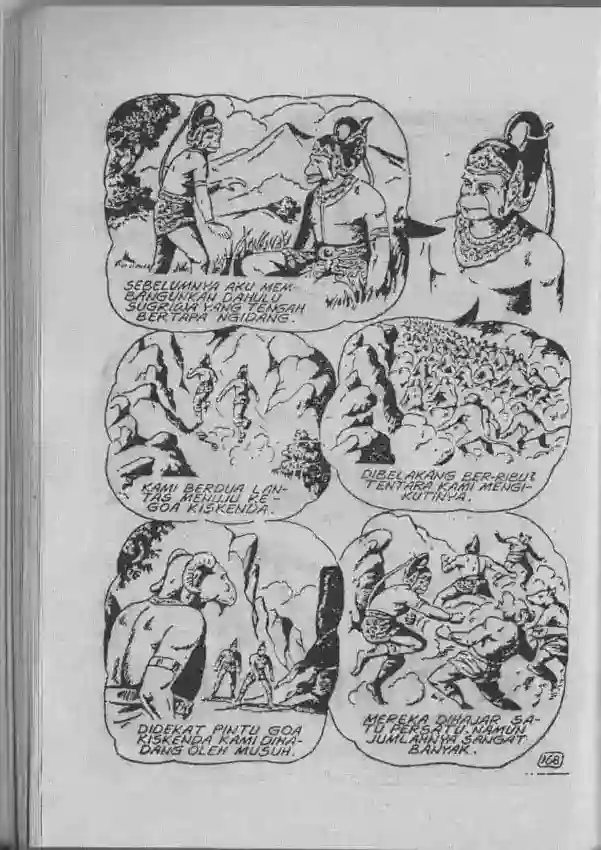 SEBELUMNYA AKU MEM-
BANGUNKAN DAHULU
SUGRIWA YANG TENGAH
BERTAPA NGIDANG.
KAMI BERDUA LAN-
TAS MENUJU KE-
GOA KISKENDA.
DIBELAKANG BER-RIBU2
TENTARA KAMI MENGI-
KUTINYA.
DIDEKAT PINTU GOA
KISKENDA KAMI DIHA-
DANG OLEH MUSUH.
MEREKA DIHAJAR SA-
TU PERSATU. NAMUN
JUMLAHNYA SANGAT
BANYAK.
168